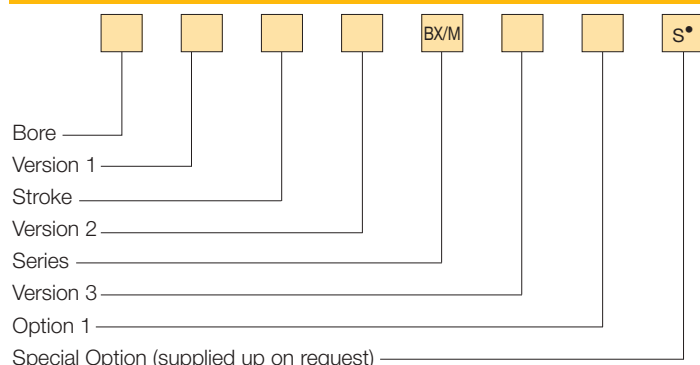 BX/M S•
Bore
Version 1
Stroke
Version 2
Series
Version 3
Option 1
Special Option (supplied up on request)